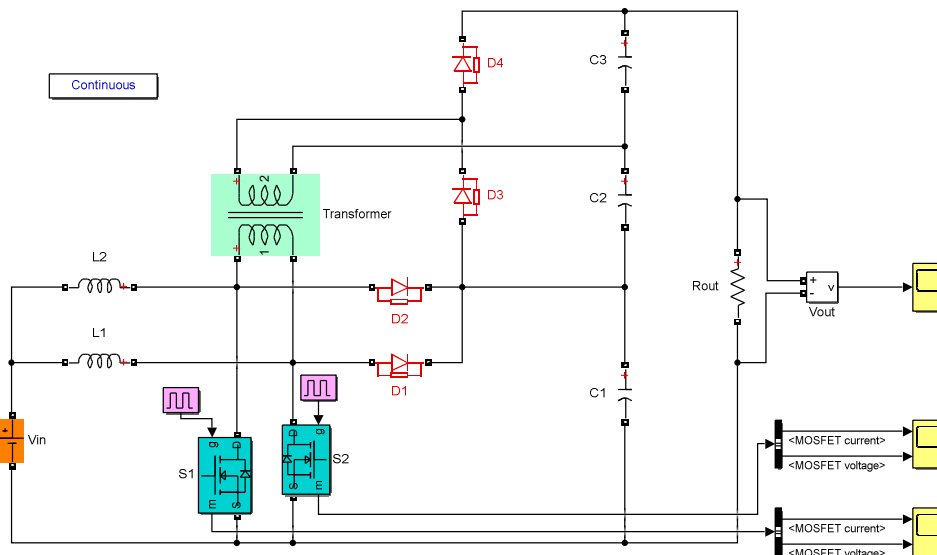 D4
C3
Continuous
2
D3
C2
Transformer
1
L2
Rout
+
-
v
Vout
D2
L1
D1
C1
Vin
g
D
S1
m
S
D
g
S2
s
m
<MOSFET current>
<MOSFET voltage>
<MOSFET current>
<MOSFET voltage>